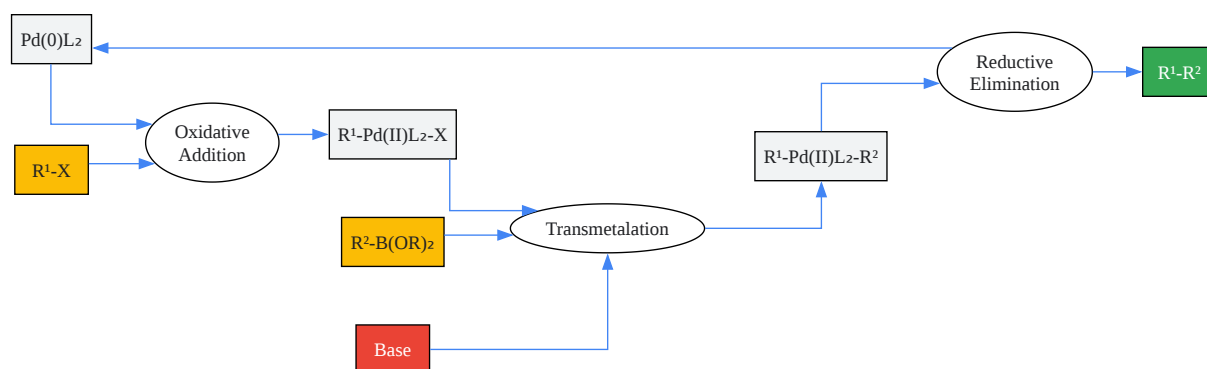 Pd(0)L₂
Reductive
Elimination
R¹-R²
Oxidative
Addition
R¹-Pd(II)L₂-X
R¹-Pd(II)L₂-R²
R¹-X
R²-B(OR)₂
Transmetalation
Base